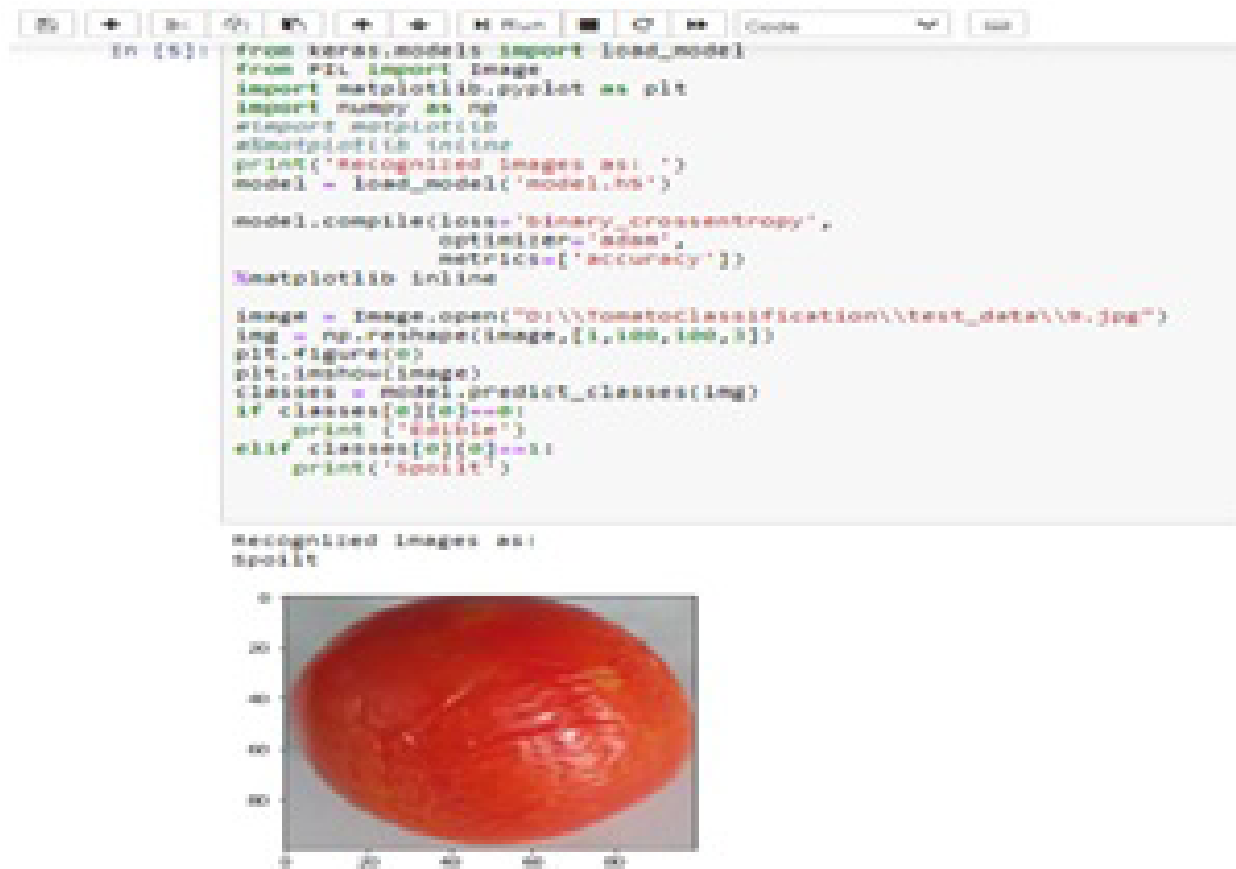 Run Code
In [5]: from keras.models import load_model
from PIL import Image
import matplotlib.pyplot as plt
import numpy as np
#import matplotlib
#%matplotlib inline
print('Recognized images as: ')
model = load_model('model.h5')
model.compile(loss='binary_crossentropy',
optimizer='adam',
metrics=['accuracy'])
%matplotlib inline
image = Image.open("D:\\Tomatoclassification\\test_data\\9.jpg")
img = np.reshape(image,[1,100,100,3])
plt.figure(0)
plt.imshow(image)
classes = model.predict_classes(img)
if classes[0][0]==0:
print ('Edible')
elif classes[0][0]==1:
print('Spoilt')
Recognized images as:
Spoilt
0
20
40
60
80
0 20 40 60 80